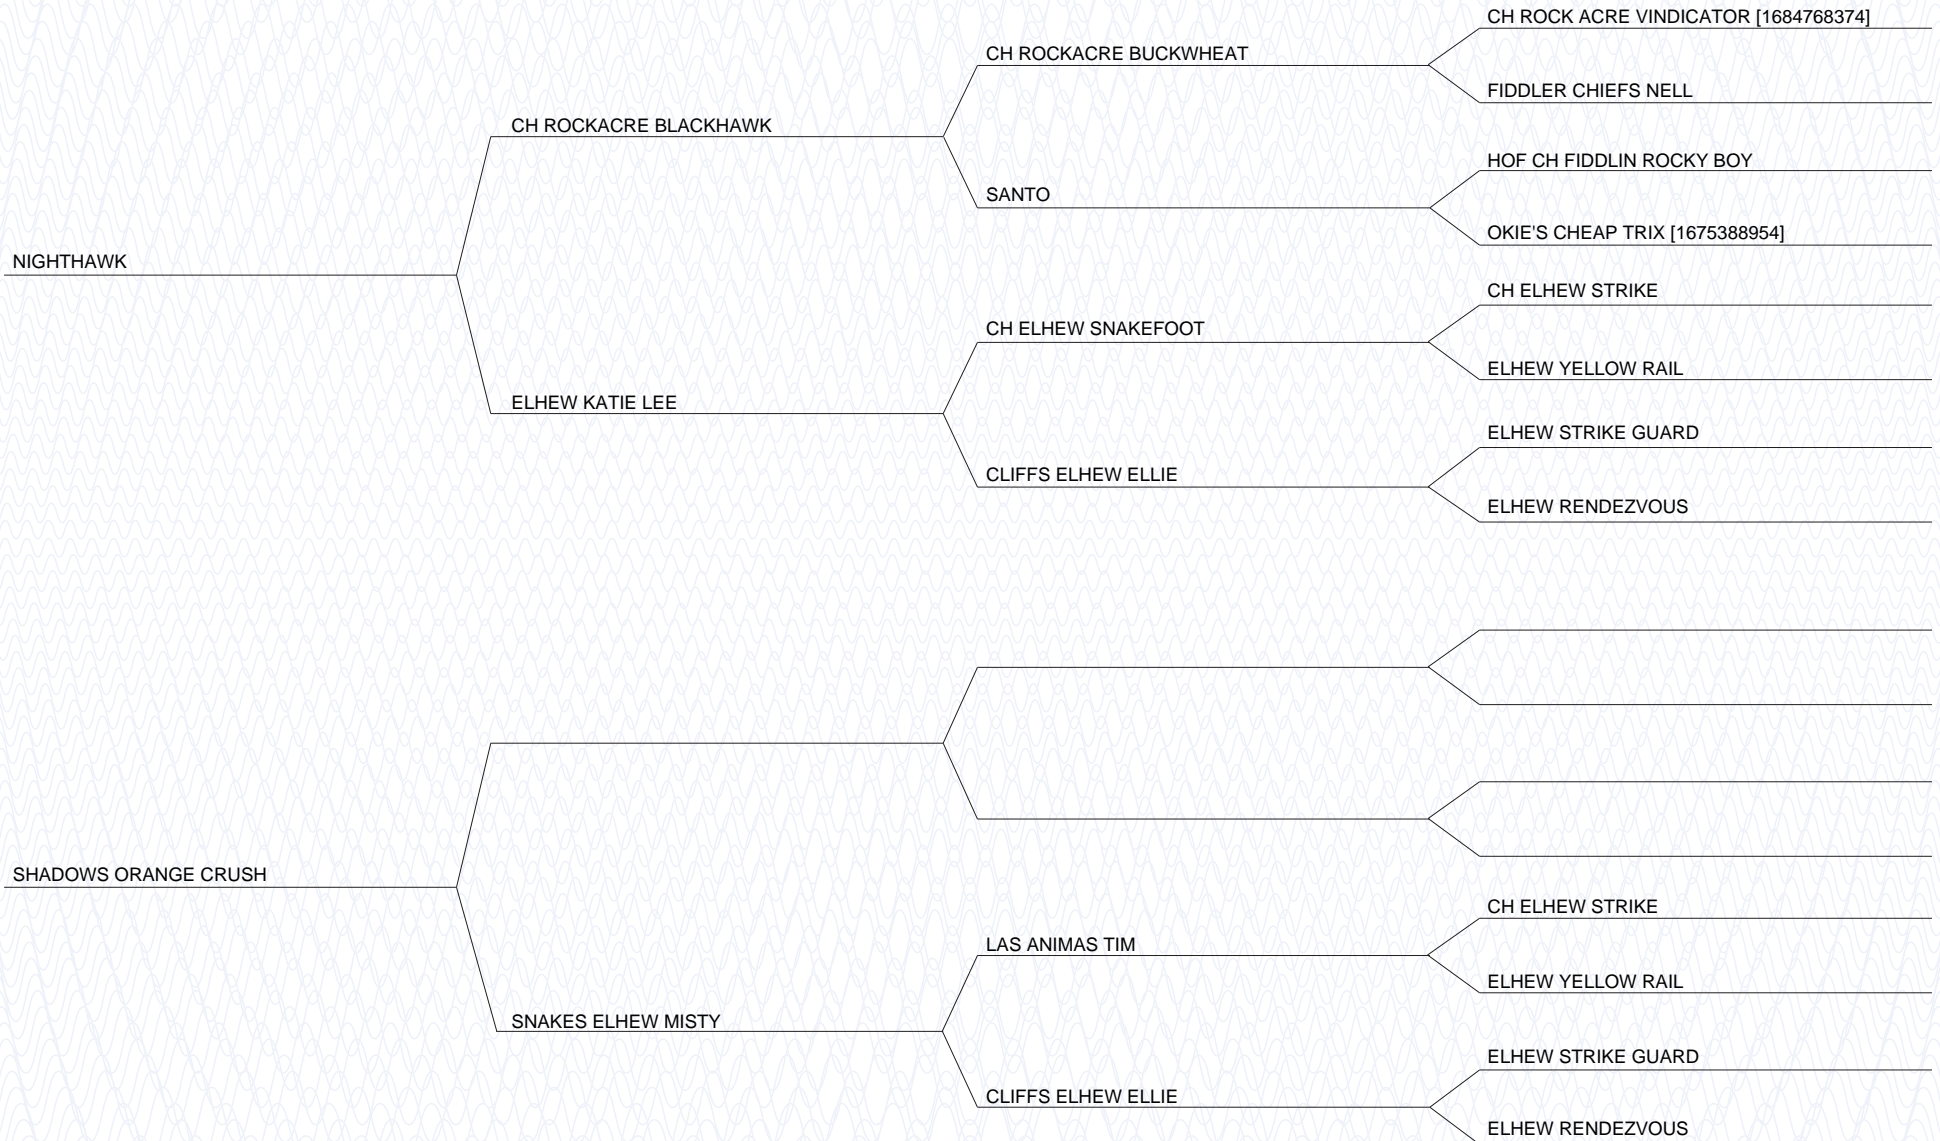 CH ROCK ACRE VINDICATOR [1684768374]
CH ROCKACRE BUCKWHEAT
FIDDLER CHIEFS NELL
CH ROCKACRE BLACKHAWK
HOF CH FIDDLIN ROCKY BOY
SANTO
OKIE'S CHEAP TRIX [1675388954]
NIGHTHAWK
CH ELHEW STRIKE
CH ELHEW SNAKEFOOT
ELHEW YELLOW RAIL
ELHEW KATIE LEE
ELHEW STRIKE GUARD
CLIFFS ELHEW ELLIE
ELHEW RENDEZVOUS
SHADOWS ORANGE CRUSH
CH ELHEW STRIKE
LAS ANIMAS TIM
ELHEW YELLOW RAIL
SNAKES ELHEW MISTY
ELHEW STRIKE GUARD
CLIFFS ELHEW ELLIE
ELHEW RENDEZVOUS